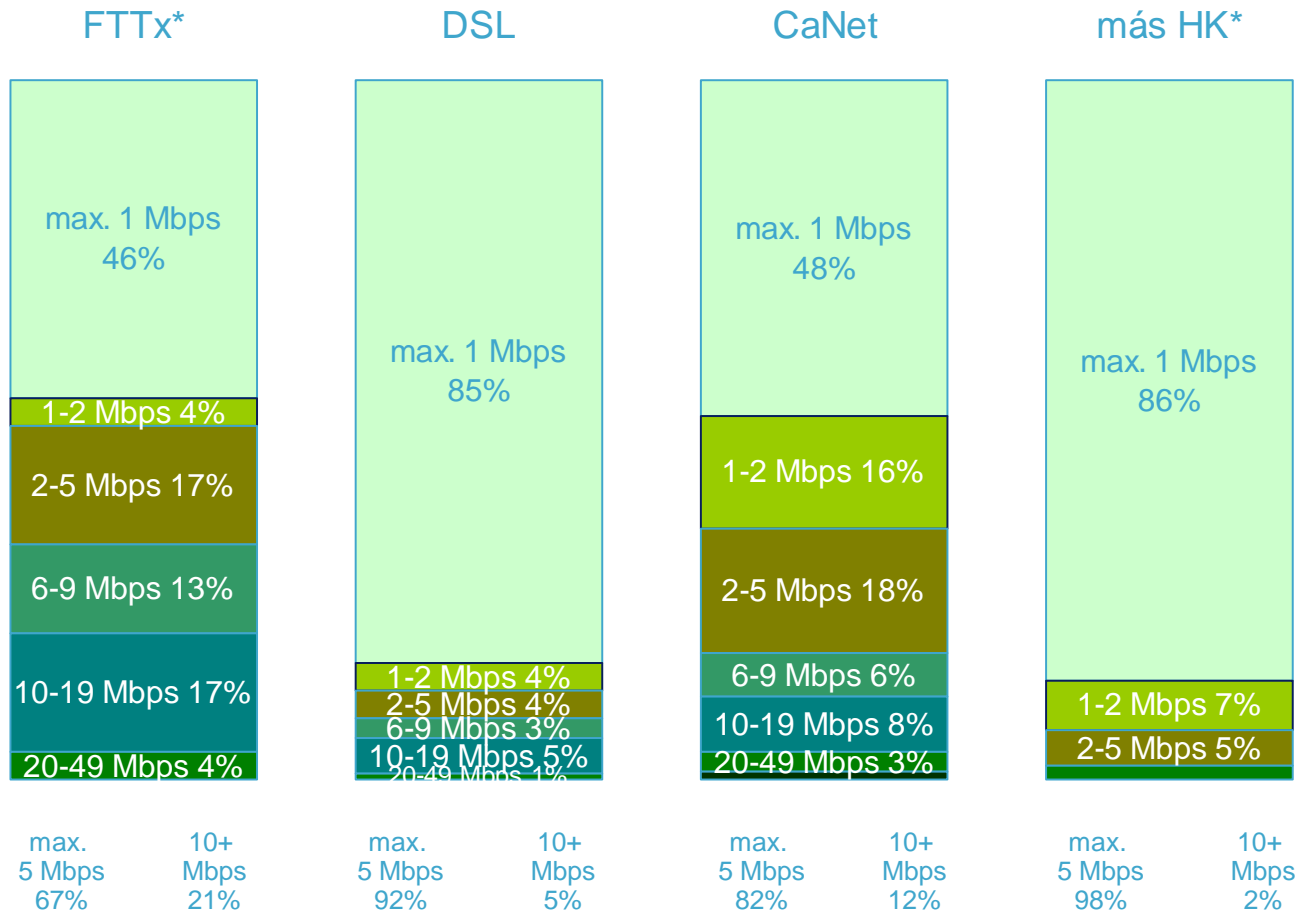 FTTx*
DSL
CaNet
más HK*
max. 1 Mbps
46%
1-2 Mbps 4%
2-5 Mbps 17%
6-9 Mbps 13%
10-19 Mbps 17%
20-49 Mbps 4%
max. 1 Mbps
85%
1-2 Mbps 4%
2-5 Mbps 4%
6-9 Mbps 3%
10-19 Mbps 5%
20-49 Mbps 1%
max. 1 Mbps
48%
1-2 Mbps 16%
2-5 Mbps 18%
6-9 Mbps 6%
10-19 Mbps 8%
20-49 Mbps 3%
max. 1 Mbps
86%
1-2 Mbps 7%
2-5 Mbps 5%
max.
5 Mbps
67%
10+
Mbps
21%
max.
5 Mbps
92%
10+
Mbps
5%
max.
5 Mbps
82%
10+
Mbps
12%
max.
5 Mbps
98%
10+
Mbps
2%